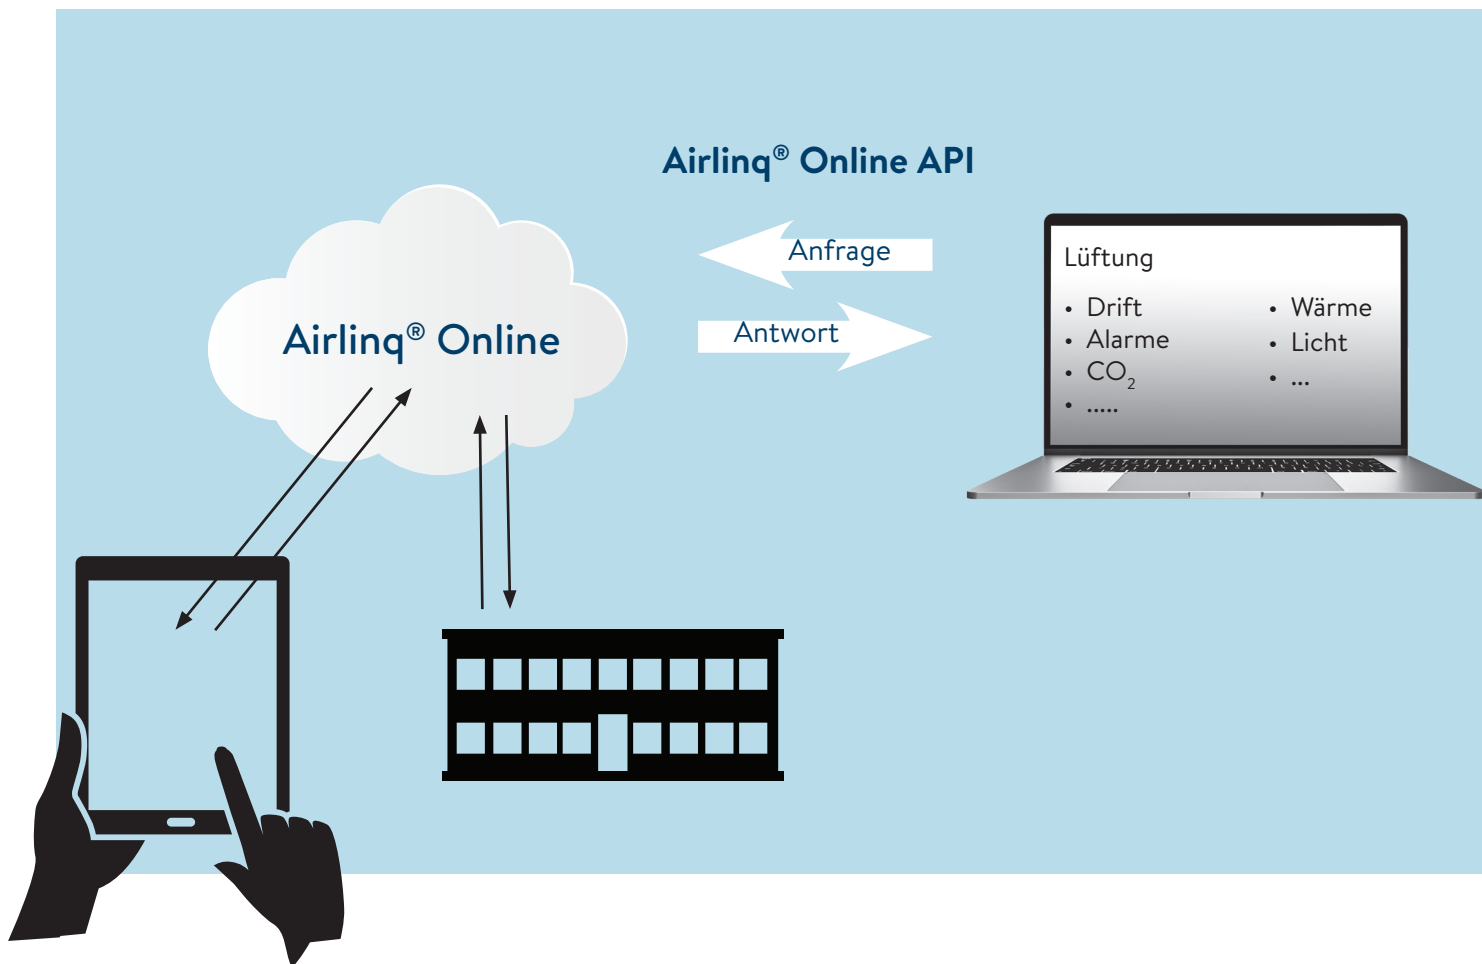 Airlinq® Online API
Anfrage
Antwort
Airlinq® Online
Lüftung
• Drift
• Alarme
• CO₂
• .....
• Wärme
• Licht
• ...